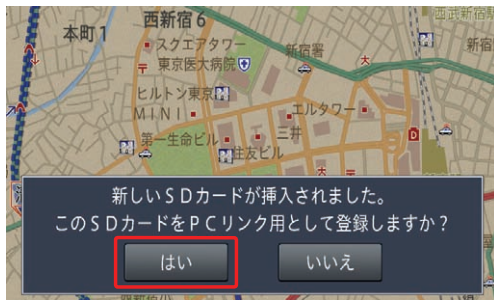 西新宿6
本町1
スクエアタワー
新宿署
東京医大病院
ヒルトン東京
MINI
エルタワー
第一生命ビル
三井
住友ビル
新しいSDカードが挿入されました。
このSDカードをPCリンク用として登録しますか?
はい
いいえ